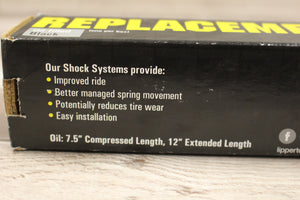 REPLACEME
Black
Our Shock Systems provide:
• Improved ride
• Better managed spring movement
• Potentially reduces tire wear
• Easy installation
Oil: 7.5" Compressed Length, 12" Extended Length
f
lippert